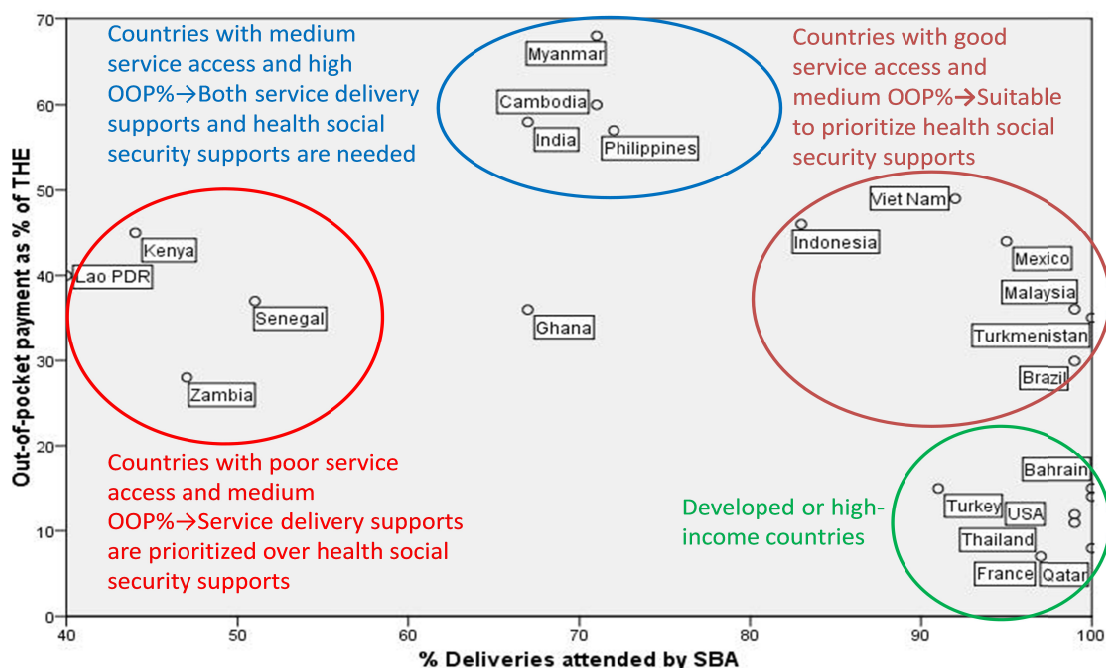 70
60
50
40
30
20
10
0
Out-of-pocket payment as % of THE
Countries with medium
service access and high
OOP%→Both service delivery
supports and health social
security supports are needed
Myanmar
Cambodia
India
Philippines
Countries with good
service access and
medium OOP%→Suitable
to prioritize health social
security supports
Viet Nam
Indonesia
Mexico
Malaysia
Turkmenistan
Brazil
Kenya
Lao PDR
Senegal
Zambia
Ghana
Countries with poor service
access and medium
OOP%→Service delivery supports
are prioritized over health social
security supports
Developed or high-
income countries
Bahrain
Turkey
USA
Thailand
France
Qatar
40
50
60
70
80
90
100
% Deliveries attended by SBA